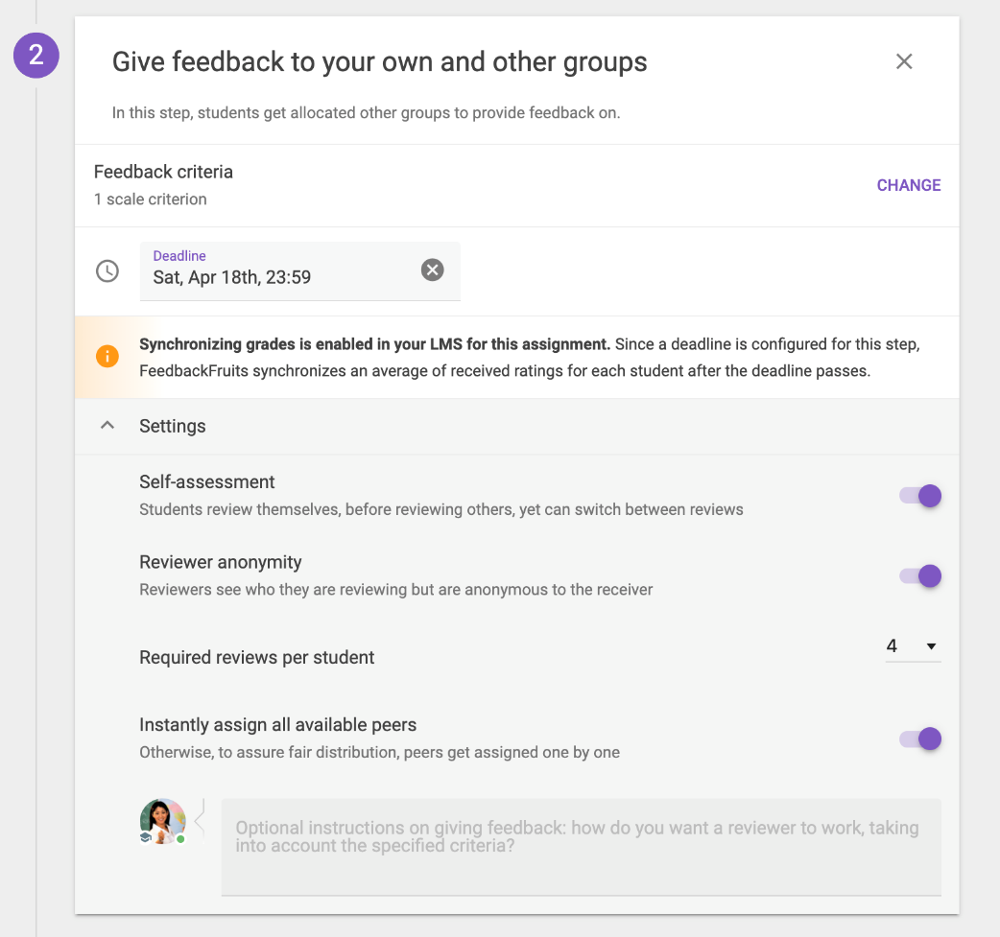 2
Give feedback to your own and other groups
In this step, students get allocated other groups to provide feedback on.
Feedback criteria
1 scale criterion
CHANGE
Deadline
Sat, Apr 18th, 23:59
Synchronizing grades is enabled in your LMS for this assignment. Since a deadline is configured for this step,
FeedbackFruits synchronizes an average of received ratings for each student after the deadline passes.
Settings
Self-assessment
Students review themselves, before reviewing others, yet can switch between reviews
Reviewer anonymity
Reviewers see who they are reviewing but are anonymous to the receiver
Required reviews per student
4
Instantly assign all available peers
Otherwise, to assure fair distribution, peers get assigned one by one
Optional instructions on giving feedback: how do you want a reviewer to work, taking
into account the specified criteria?